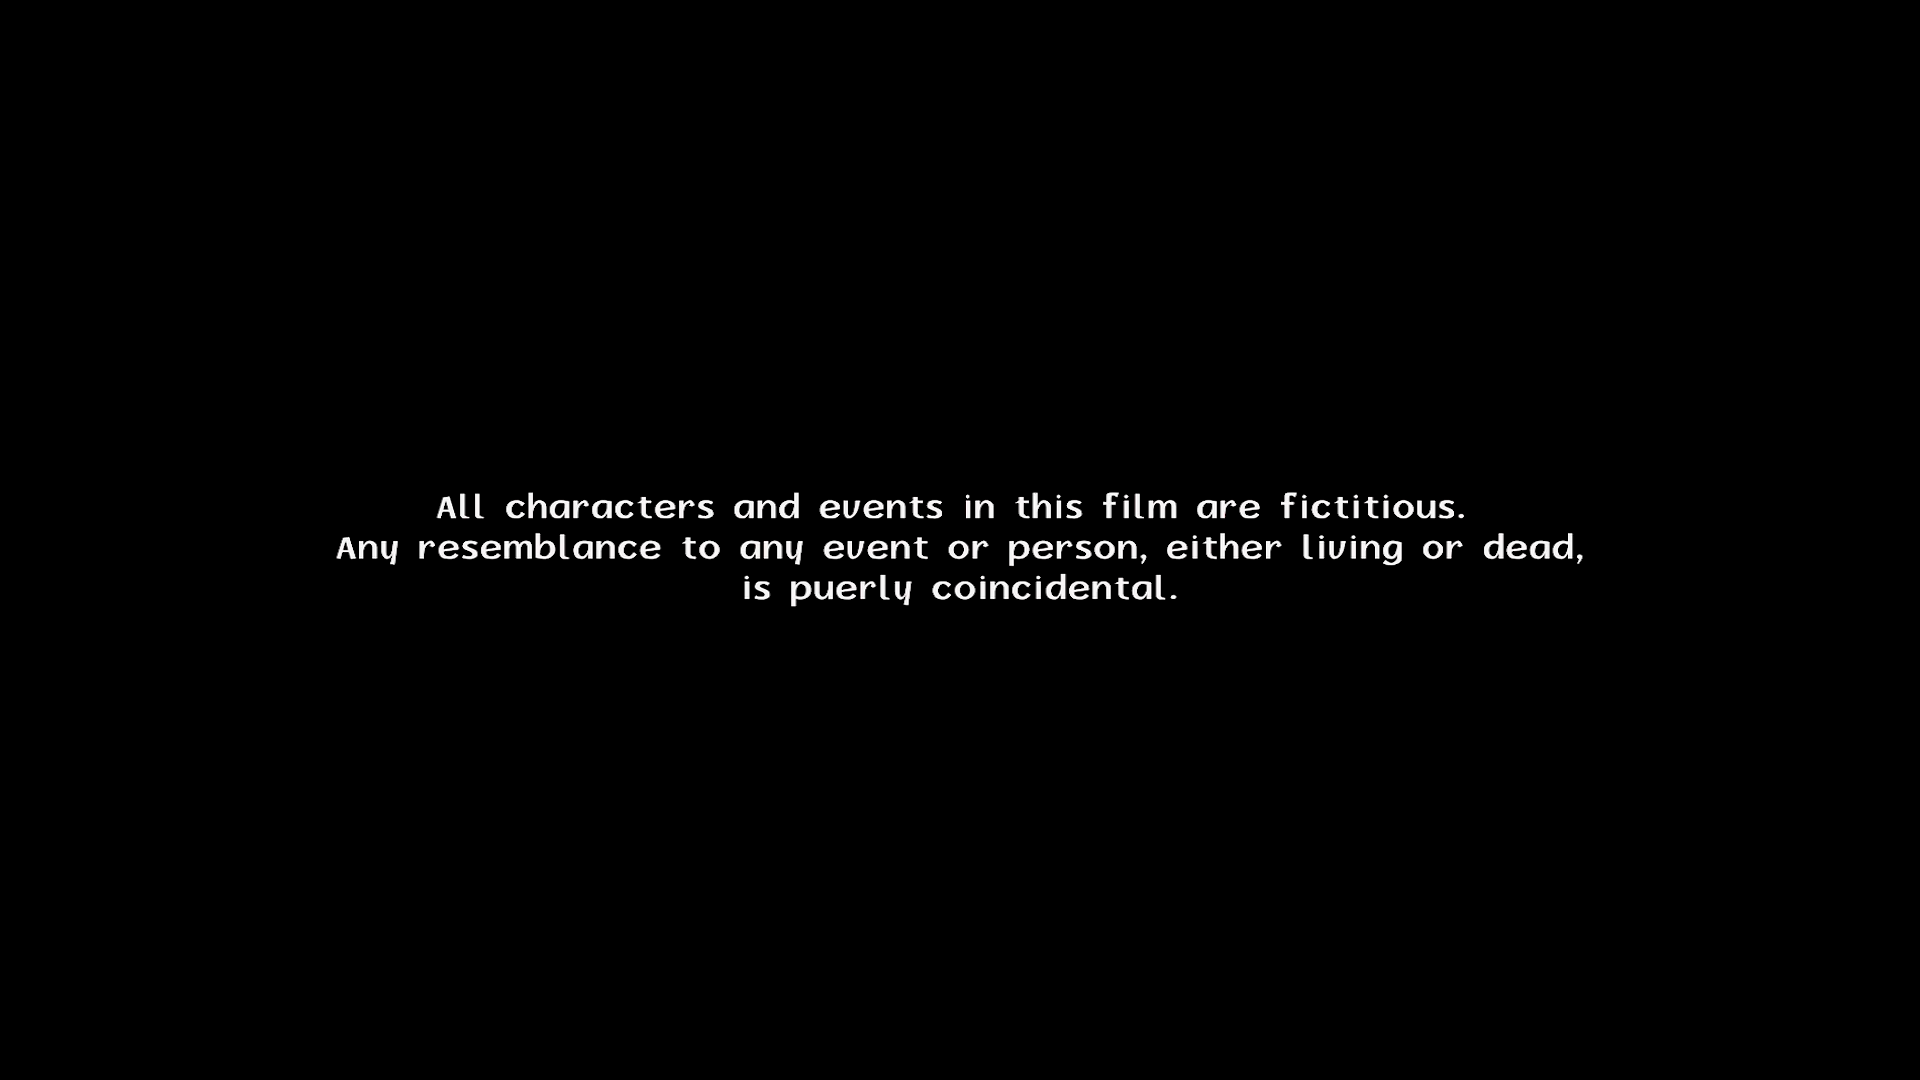 All characters and events in this film are fictitious.
Any resemblance to any event or person, either living or dead,
is puerly coincidental.